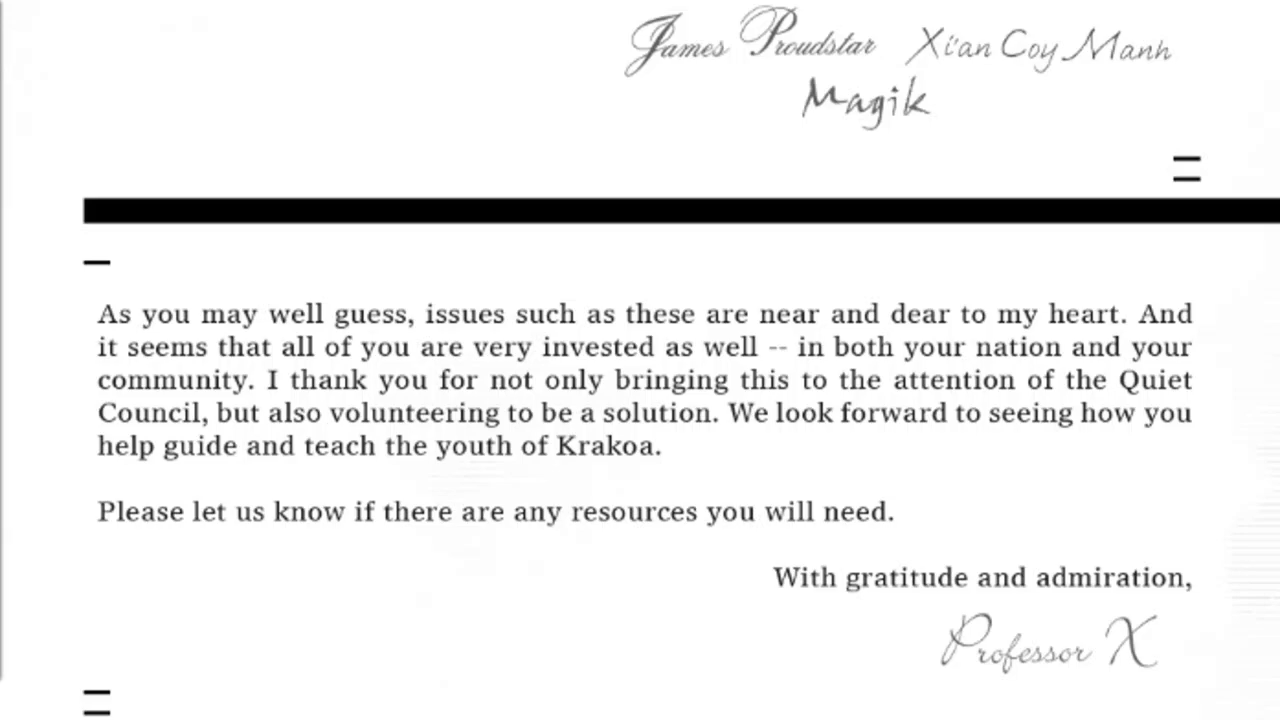 James Proudstar Xi'an Coy Manh
Magik
As you may well guess, issues such as these are near and dear to my heart. And
it seems that all of you are very invested as well -- in both your nation and your
community. I thank you for not only bringing this to the attention of the Quiet
Council, but also volunteering to be a solution. We look forward to seeing how you
help guide and teach the youth of Krakoa.
Please let us know if there are any resources you will need.
With gratitude and admiration,
Professor X